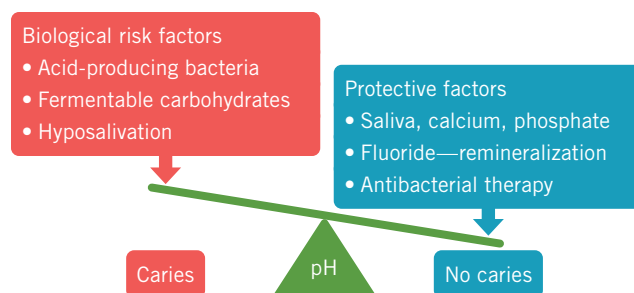 Biological risk factors
• Acid-producing bacteria
• Fermentable carbohydrates
• Hyposalivation
Protective factors
• Saliva, calcium, phosphate
• Fluoride—remineralization
• Antibacterial therapy
Caries
pH
No caries